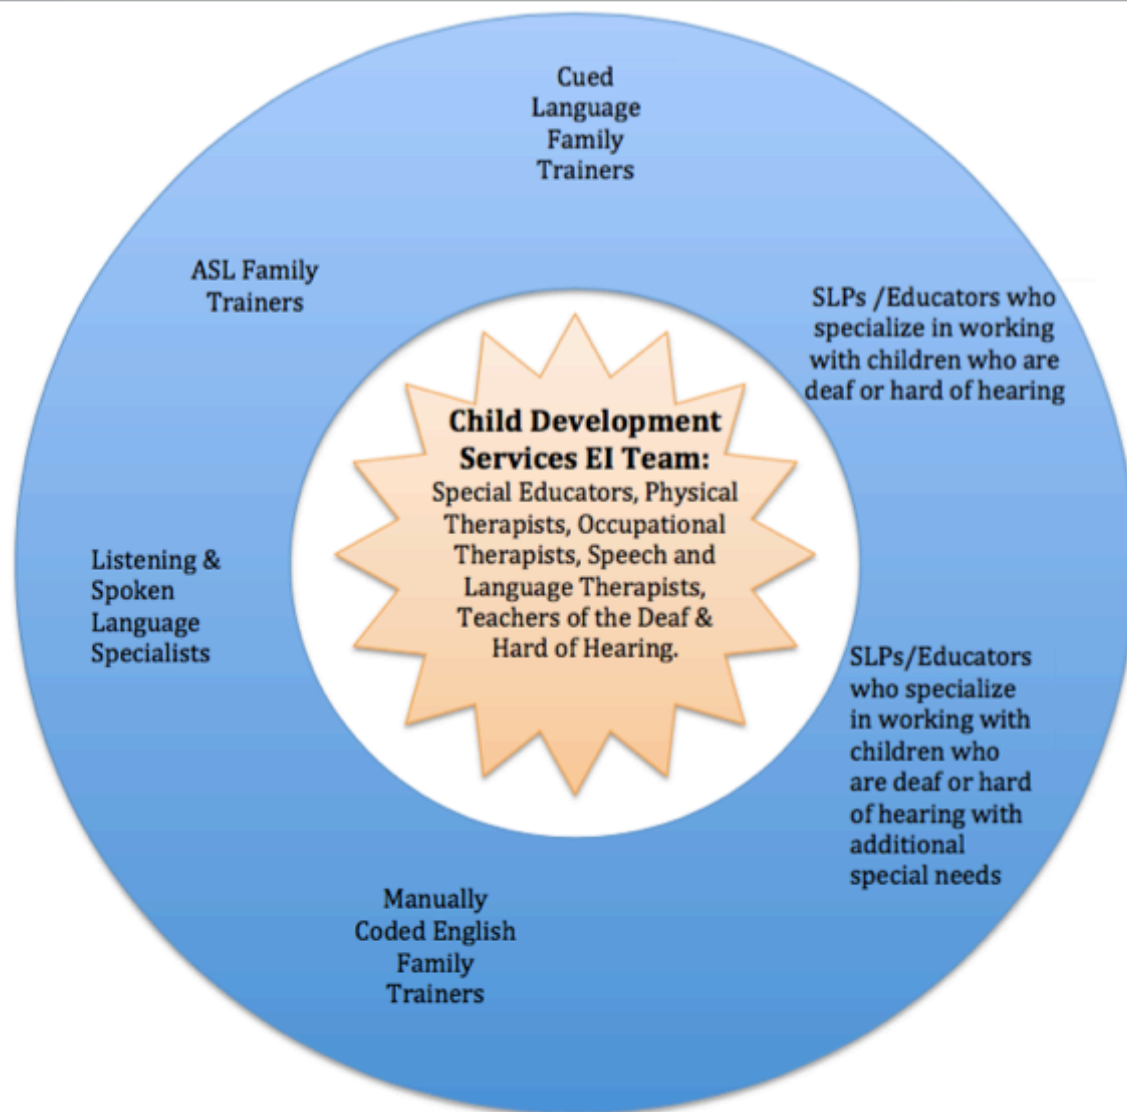 Cued
Language
Family
Trainers
ASL Family
Trainers
SLPs /Educators who
specialize in working
with children who are
deaf or hard of hearing
Child Development
Services EI Team:
Special Educators, Physical
Therapists, Occupational
Therapists, Speech and
Language Therapists,
Teachers of the Deaf &
Hard of Hearing.
Listening &
Spoken
Language
Specialists
SLPs/Educators
who specialize
in working with
children who
are deaf or hard
of hearing with
additional
special needs
Manually
Coded English
Family
Trainers